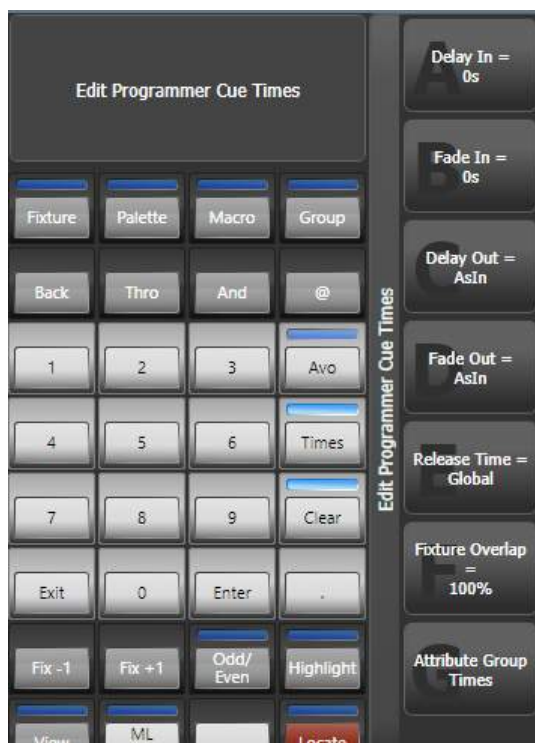 Edit Programmer Cue Times
Fixture Palette Macro Group
Back Thro And @
1 2 3 Avo
4 5 6 Times
7 8 9 Clear
Exit 0 Enter .
Fix -1 Fix +1 Odd/
Even Highlight
View ML Locate
Edit Programmer Cue Times
A
Delay In =
0s
B
Fade In =
0s
C
Delay Out =
AsIn
D
Fade Out =
AsIn
E
Release Time =
Global
F
Fixture Overlap
=
100%
G
Attribute Group
Times